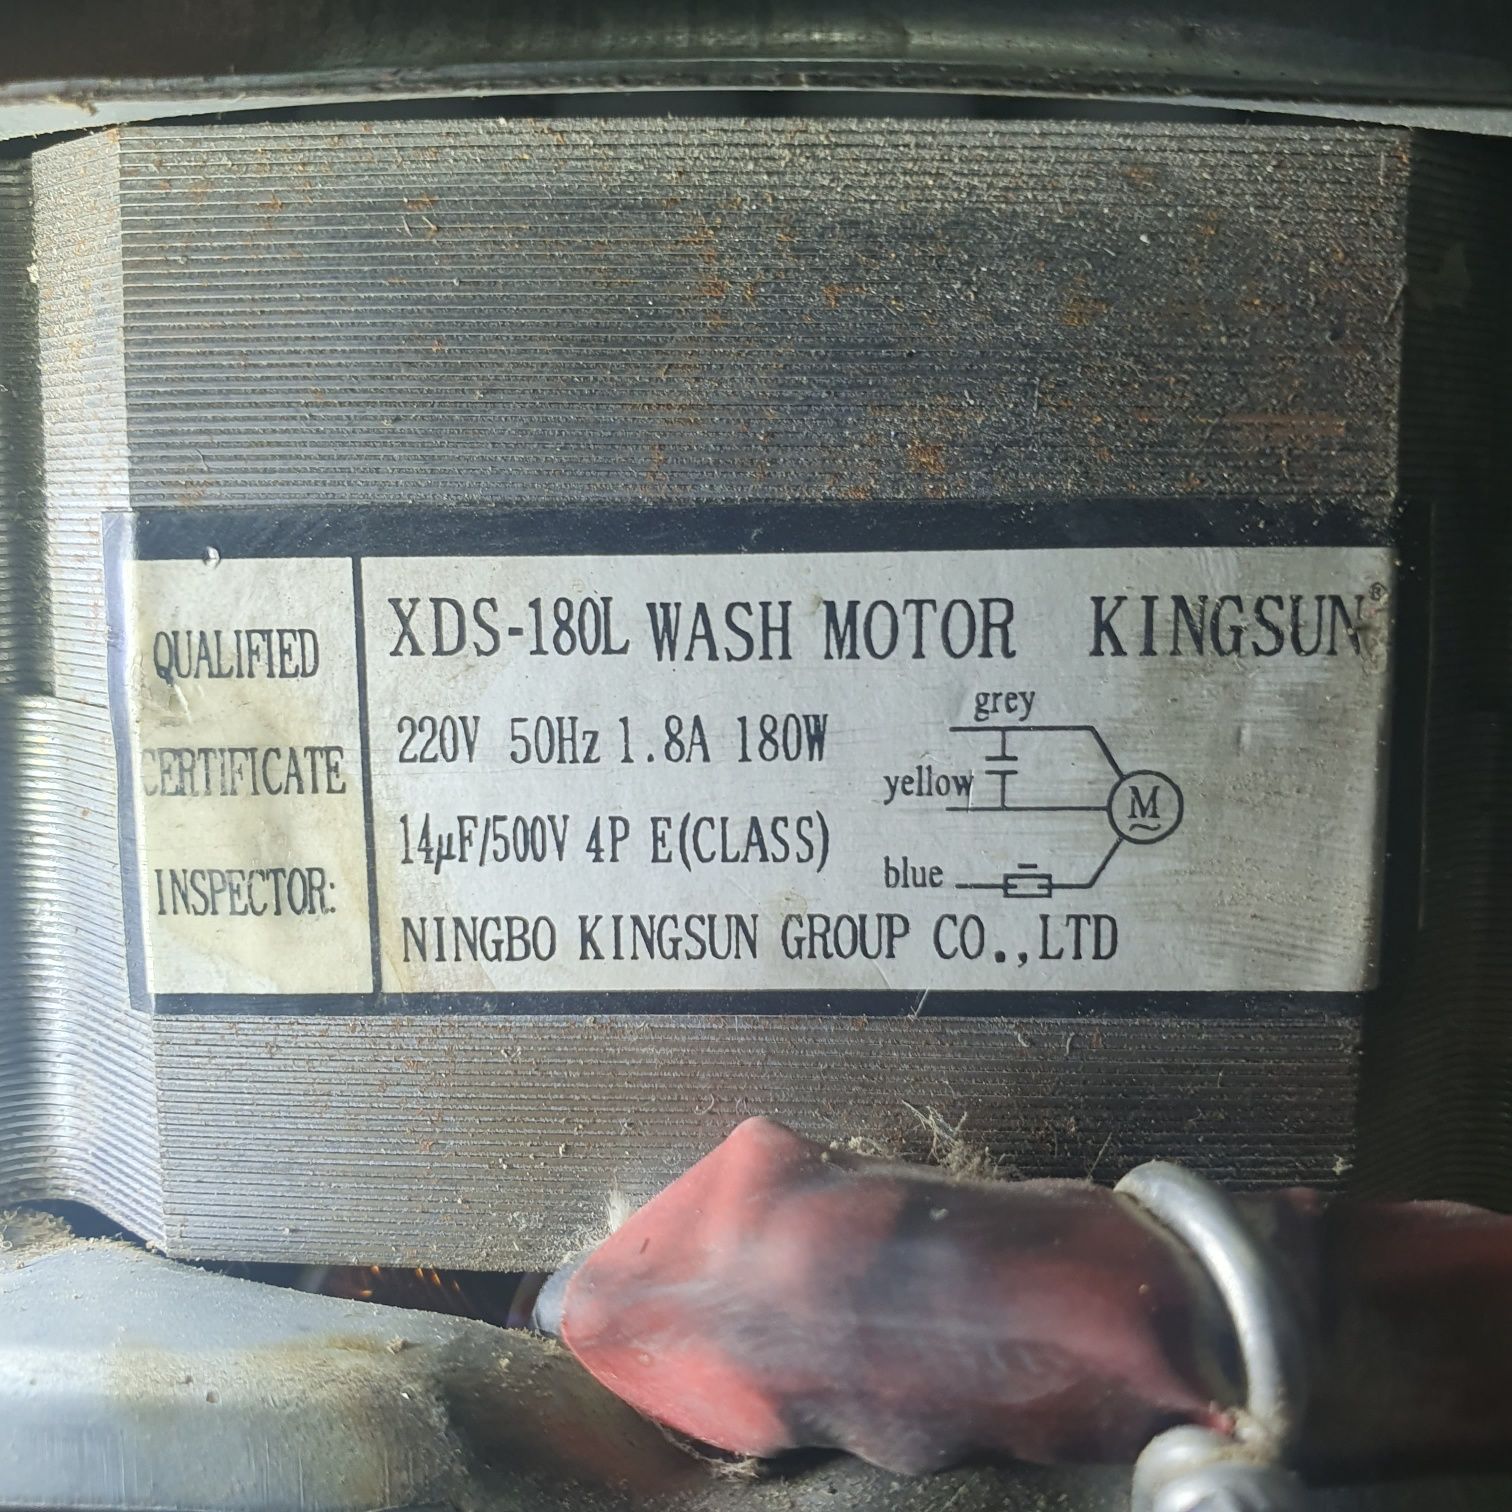 QUALIFIED
CERTIFICATE
INSPECTOR:
XDS-180L WASH MOTOR KINGSUN®
220V 50Hz 1.8A 180W
14µF/500V 4P E(CLASS)
NINGBO KINGSUN GROUP CO.,LTD
grey
yellow
M
blue